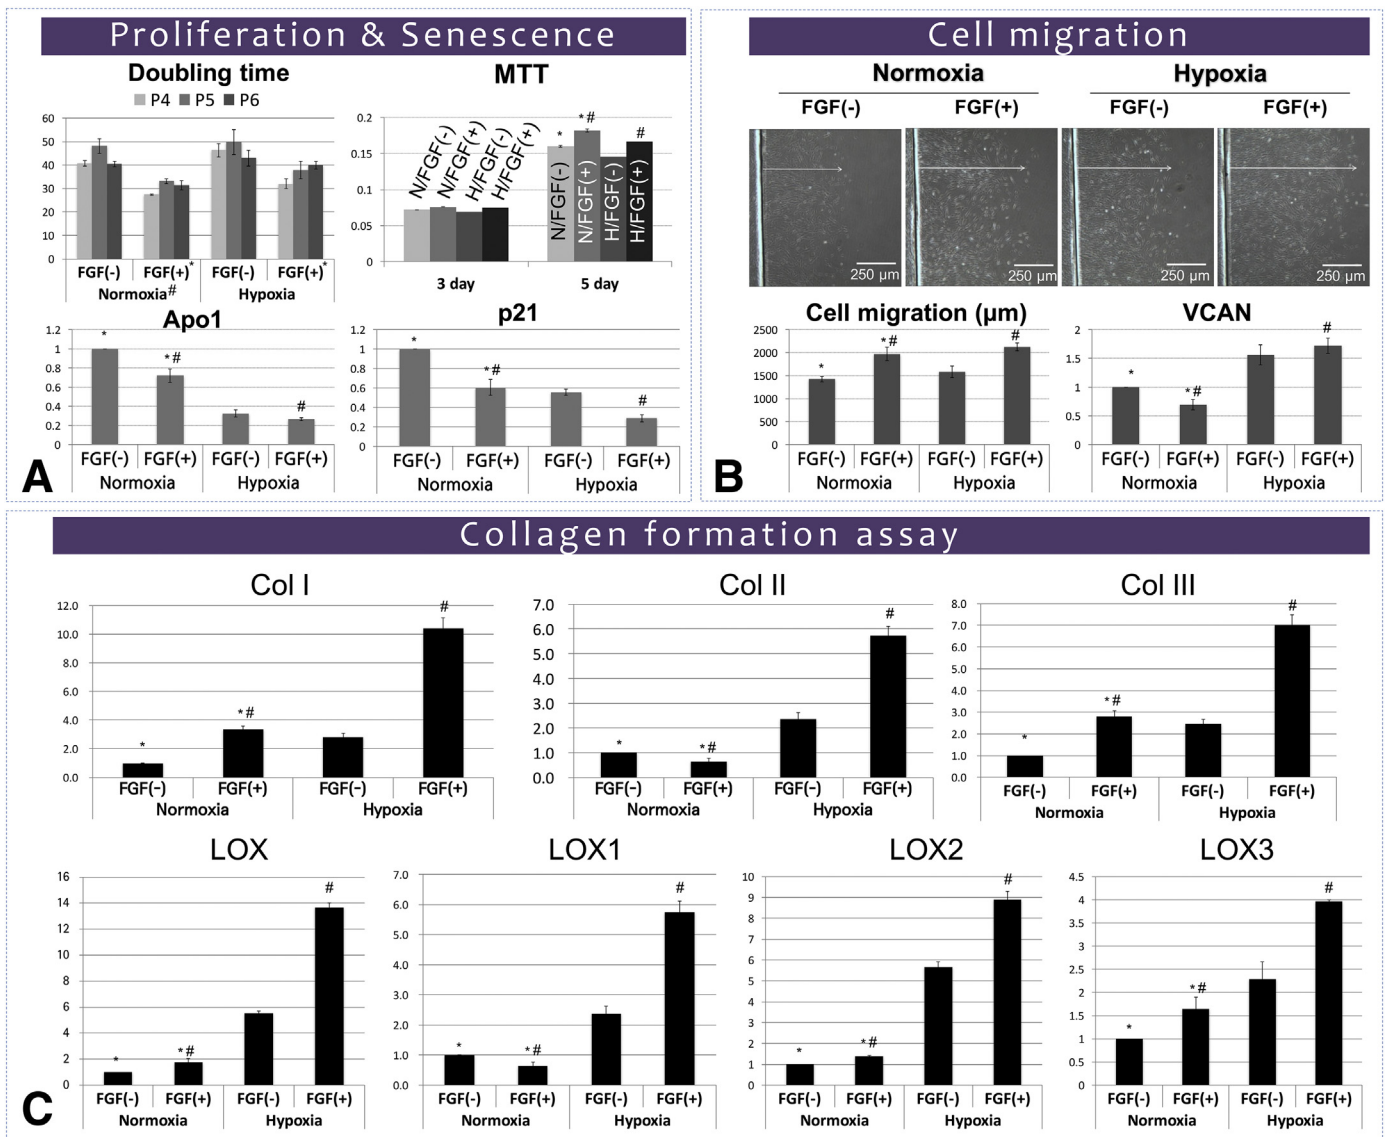 Proliferation & Senescence
Doubling time
P4 P5 P6
60
50
40
30
20
10
0
FGF(-) FGF(+)* FGF(-) FGF(+)*
Normoxia# Hypoxia
MTT
0.2
0.15
0.1
0.05
0
N/FGF(-) N/FGF(+) H/FGF(-) H/FGF(+)
* *# #
N/FGF(-) N/FGF(+) H/FGF(-) H/FGF(+)
3 day 5 day
Apo1
1.2
1
0.8
0.6
0.4
0.2
0
* *# #
FGF(-) FGF(+) FGF(-) FGF(+)
Normoxia Hypoxia
p21
1.2
1
0.8
0.6
0.4
0.2
0
* *# #
FGF(-) FGF(+) FGF(-) FGF(+)
Normoxia Hypoxia
A
Cell migration
Normoxia Hypoxia
FGF(-) FGF(+) FGF(-) FGF(+)
250 µm 250 µm 250 µm 250 µm
Cell migration (µm)
2500
2000
1500
1000
500
0
* *# #
FGF(-) FGF(+) FGF(-) FGF(+)
Normoxia Hypoxia
VCAN
2
1.5
1
0.5
0
* *# #
FGF(-) FGF(+) FGF(-) FGF(+)
Normoxia Hypoxia
B
Collagen formation assay
Col I
12.0
10.0
8.0
6.0
4.0
2.0
0.0
* *# #
FGF(-) FGF(+) FGF(-) FGF(+)
Normoxia Hypoxia
Col II
7.0
6.0
5.0
4.0
3.0
2.0
1.0
0.0
* *# #
FGF(-) FGF(+) FGF(-) FGF(+)
Normoxia Hypoxia
Col III
8.0
7.0
6.0
5.0
4.0
3.0
2.0
1.0
0.0
* *# #
FGF(-) FGF(+) FGF(-) FGF(+)
Normoxia Hypoxia
LOX
16
14
12
10
8
6
4
2
0
* *# #
FGF(-) FGF(+) FGF(-) FGF(+)
Normoxia Hypoxia
LOX1
7.0
6.0
5.0
4.0
3.0
2.0
1.0
0.0
* *# #
FGF(-) FGF(+) FGF(-) FGF(+)
Normoxia Hypoxia
LOX2
10
9
8
7
6
5
4
3
2
1
0
* *# #
FGF(-) FGF(+) FGF(-) FGF(+)
Normoxia Hypoxia
LOX3
4.5
4
3.5
3
2.5
2
1.5
1
0.5
0
* *# #
FGF(-) FGF(+) FGF(-) FGF(+)
Normoxia Hypoxia
C